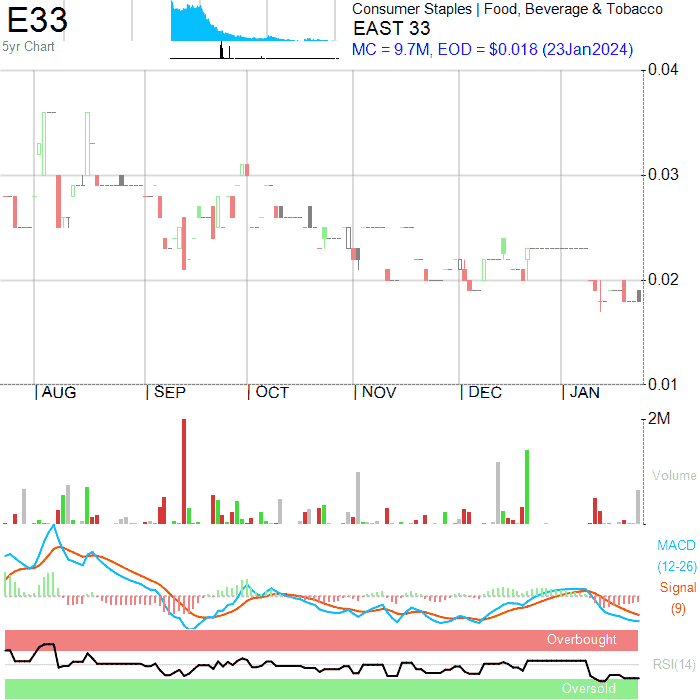 E33
5yr Chart
Consumer Staples | Food, Beverage & Tobacco
EAST 33
MC = 9.7M, EOD = $0.018 (23Jan2024)
0.04
0.03
0.02
0.01
AUG SEP OCT NOV DEC JAN
2M
Volume
MACD
(12-26)
Signal
(9)
Overbought
RSI(14)
Oversold